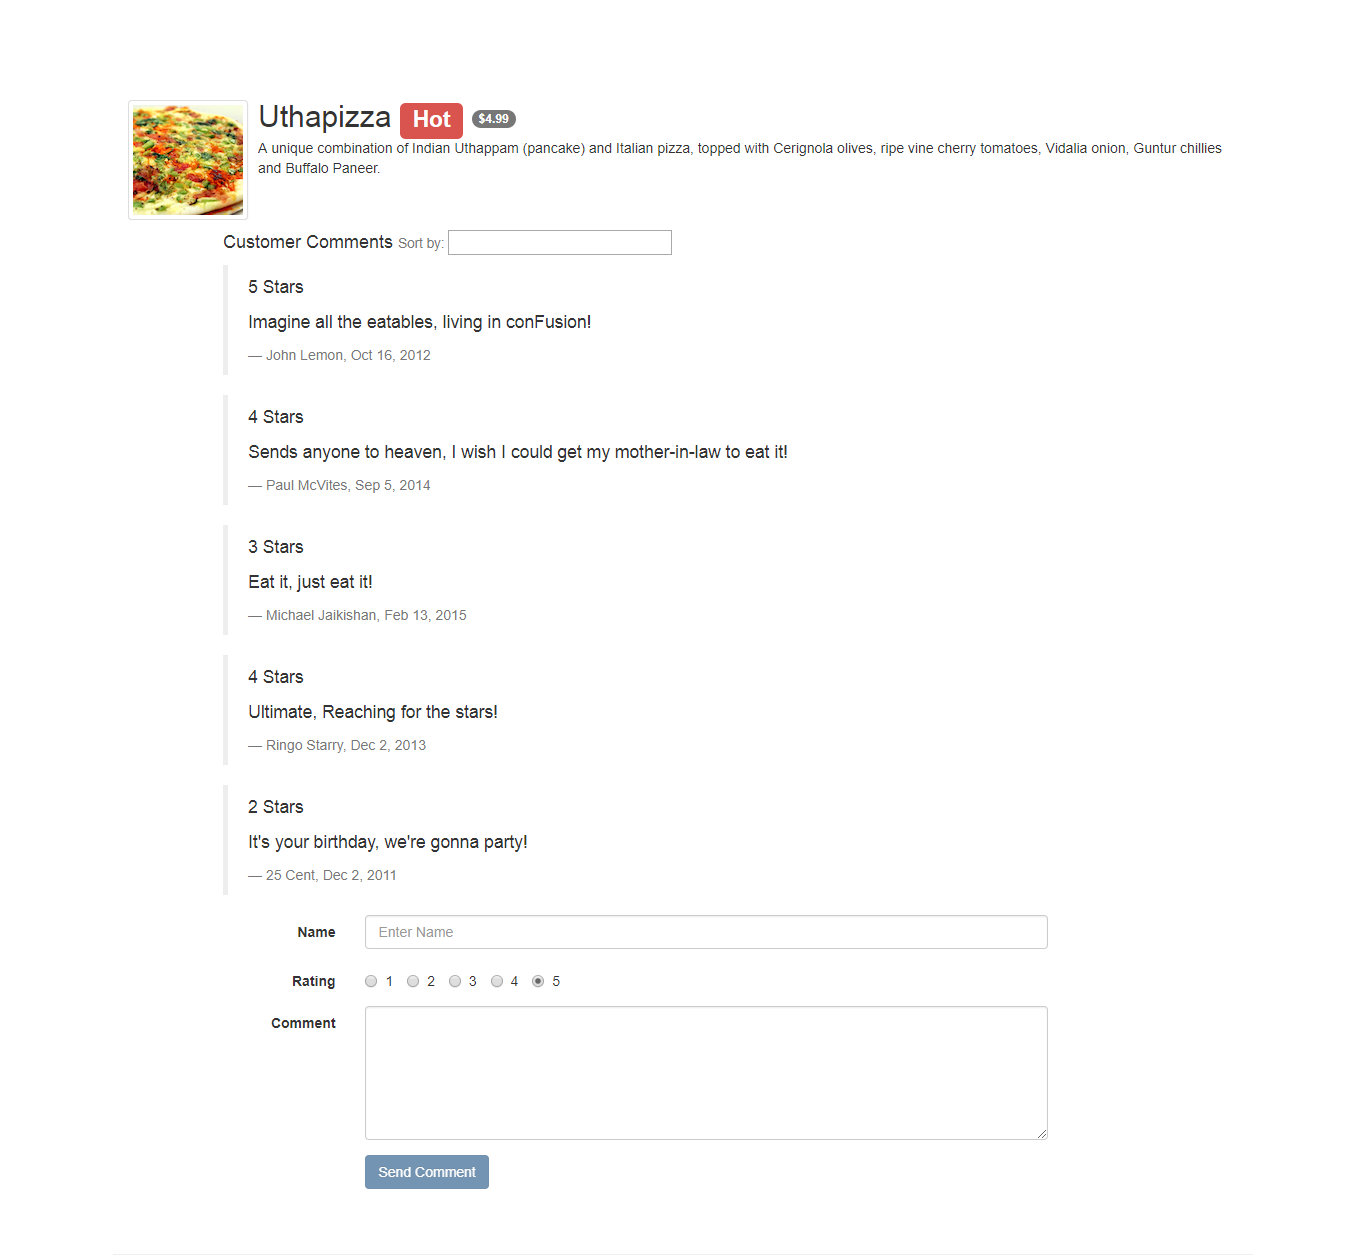 Uthapizza Hot $4.99
A unique combination of Indian Uthappam (pancake) and Italian pizza, topped with Cerignola olives, ripe vine cherry tomatoes, Vidalia onion, Guntur chillies
and Buffalo Paneer.
Customer Comments Sort by:
5 Stars
Imagine all the eatables, living in conFusion!
— John Lemon, Oct 16, 2012
4 Stars
Sends anyone to heaven, I wish I could get my mother-in-law to eat it!
— Paul McVites, Sep 5, 2014
3 Stars
Eat it, just eat it!
— Michael Jaikishan, Feb 13, 2015
4 Stars
Ultimate, Reaching for the stars!
— Ringo Starry, Dec 2, 2013
2 Stars
It's your birthday, we're gonna party!
— 25 Cent, Dec 2, 2011
Name Enter Name
Rating 1 2 3 4 5
Comment
Send Comment